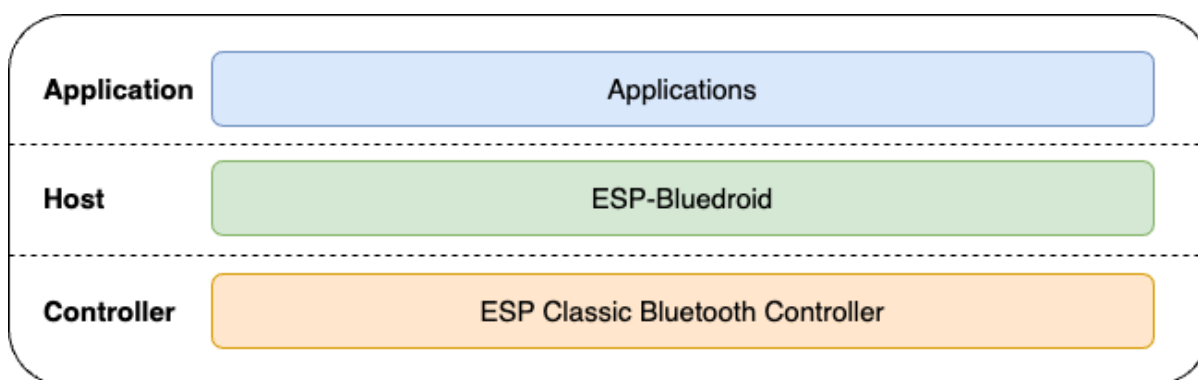 Application
Applications
Host
ESP-Bluedroid
Controller
ESP Classic Bluetooth Controller